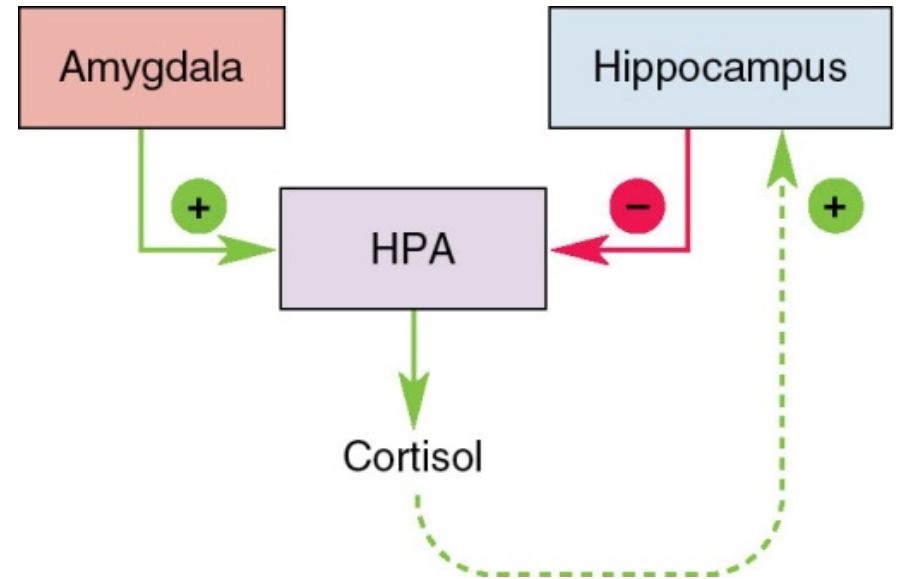 Amygdala
Hippocampus
+
−
+
HPA
Cortisol